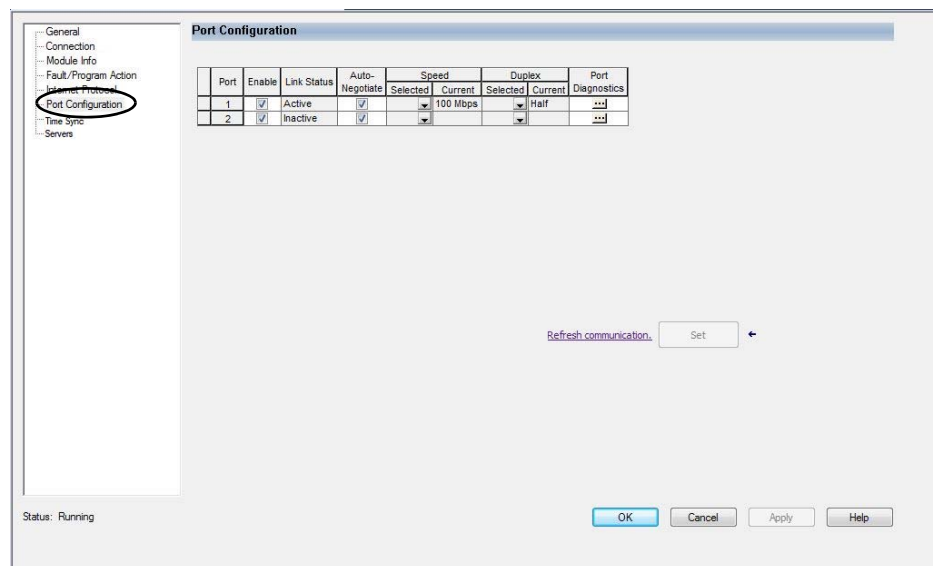 General
Connection
Module Info
Fault/Program Action
Internet Protocol
Port Configuration
Time Sync
Servers
Port Configuration
Port Enable Link Status Auto-Negotiate Speed Duplex Port Diagnostics
Selected Current Selected Current
1 Active 100 Mbps Half ...
2 Inactive ...
Refresh communication. Set
Status: Running
OK Cancel Apply Help